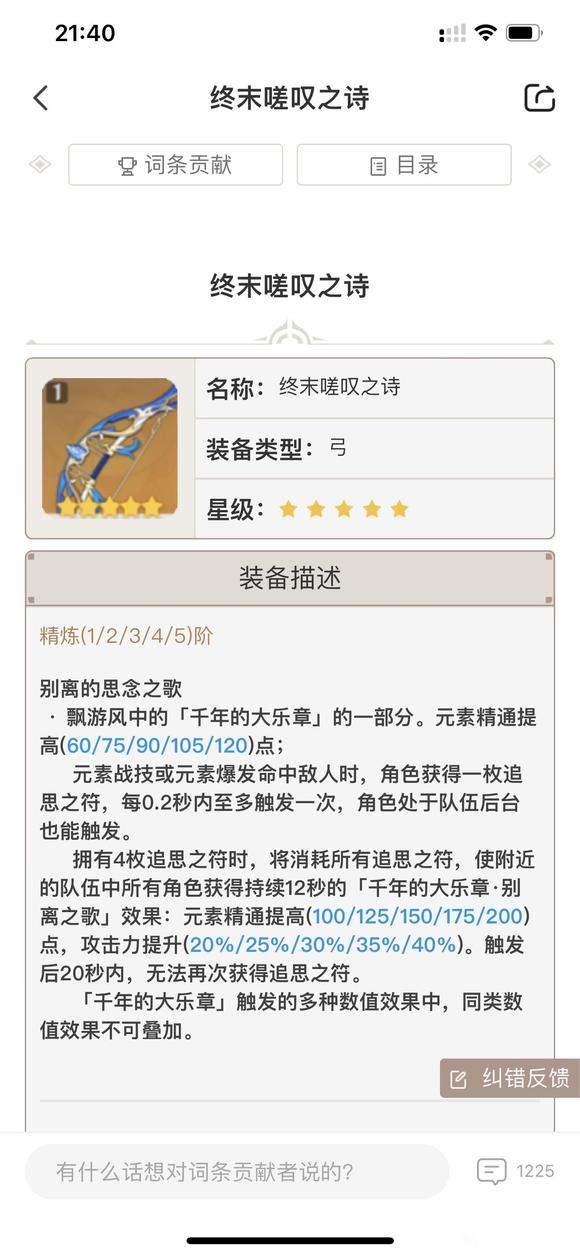 21:40
终末嗟叹之诗
词条贡献
目录
终末嗟叹之诗
1
名称：终末嗟叹之诗
装备类型：弓
星级：
装备描述
精炼(1/2/3/4/5)阶
别离的思念之歌
· 飘游风中的「千年的大乐章」的一部分。元素精通提
高(60/75/90/105/120)点；
元素战技或元素爆发命中敌人时，角色获得一枚追
思之符，每0.2秒内至多触发一次，角色处于队伍后台
也能触发。
拥有4枚追思之符时，将消耗所有追思之符，使附近
的队伍中所有角色获得持续12秒的「千年的大乐章·别
离之歌」效果：元素精通提高(100/125/150/175/200)
点，攻击力提升(20%/25%/30%/35%/40%)。触发
后20秒内，无法再次获得追思之符。
「千年的大乐章」触发的多种数值效果中，同类数
值效果不可叠加。
纠错反馈
有什么话想对词条贡献者说的?
1225